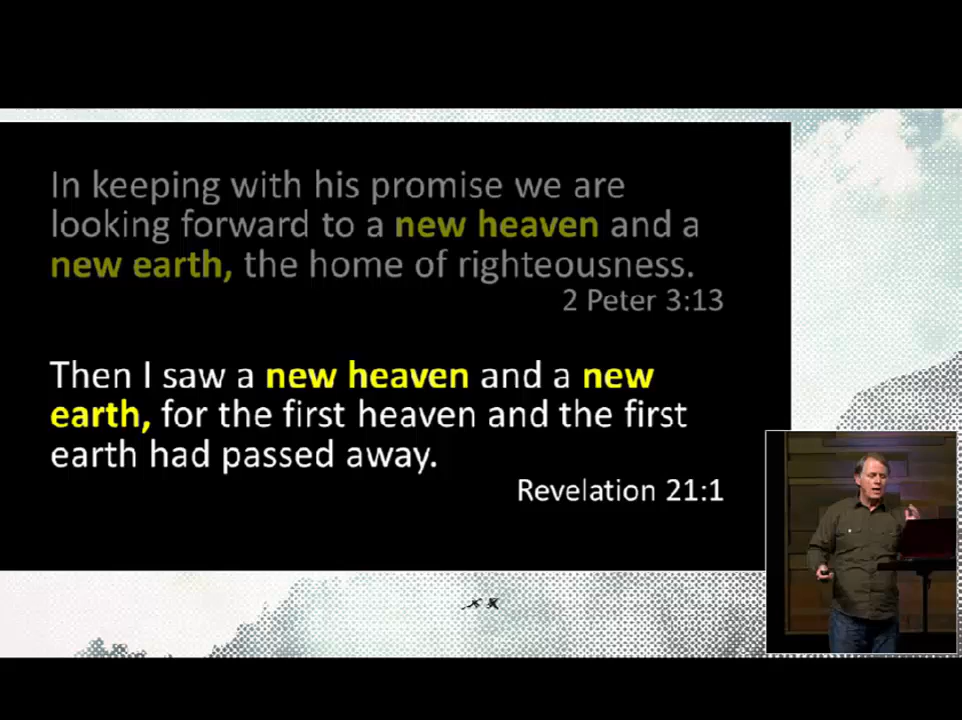 In keeping with his promise we are
looking forward to a new heaven and a
new earth, the home of righteousness.
2 Peter 3:13
Then I saw a new heaven and a new
earth, for the first heaven and the first
earth had passed away.
Revelation 21:1